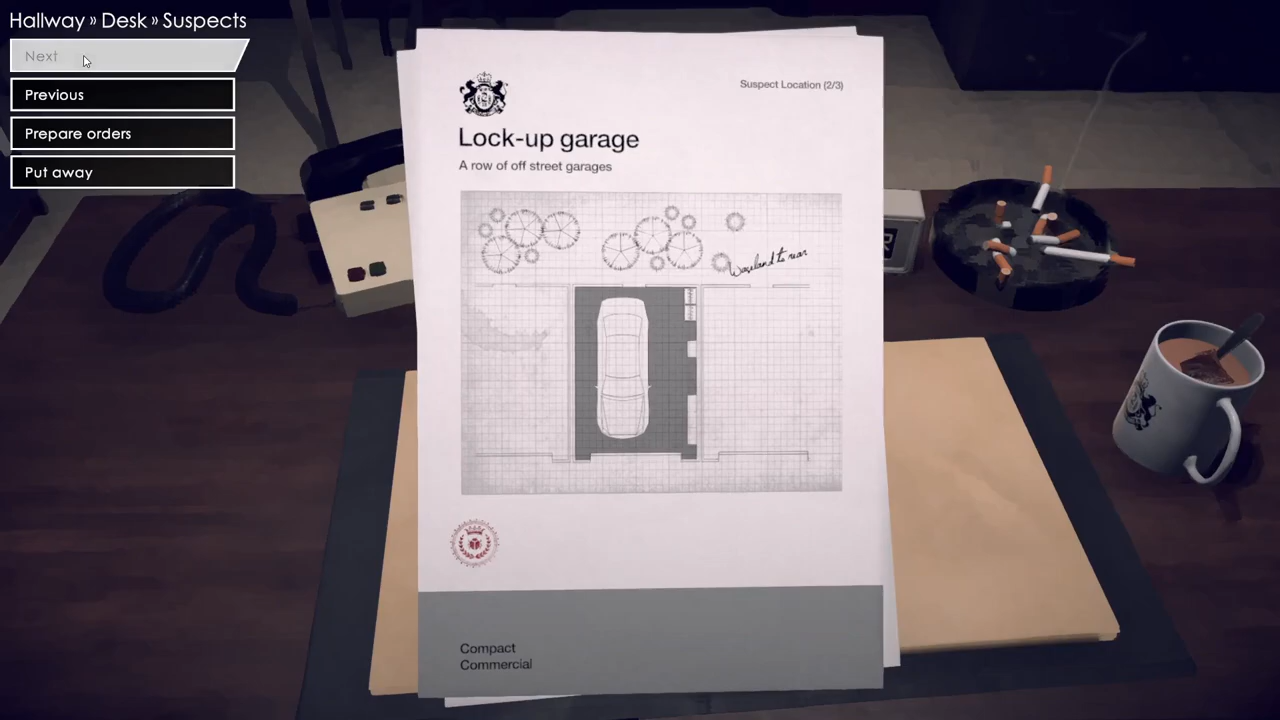 Hallway » Desk » Suspects
Next
Previous
Prepare orders
Put away
Suspect Location (2/3)
Lock-up garage
A row of off street garages
to rear
Compact
Commercial